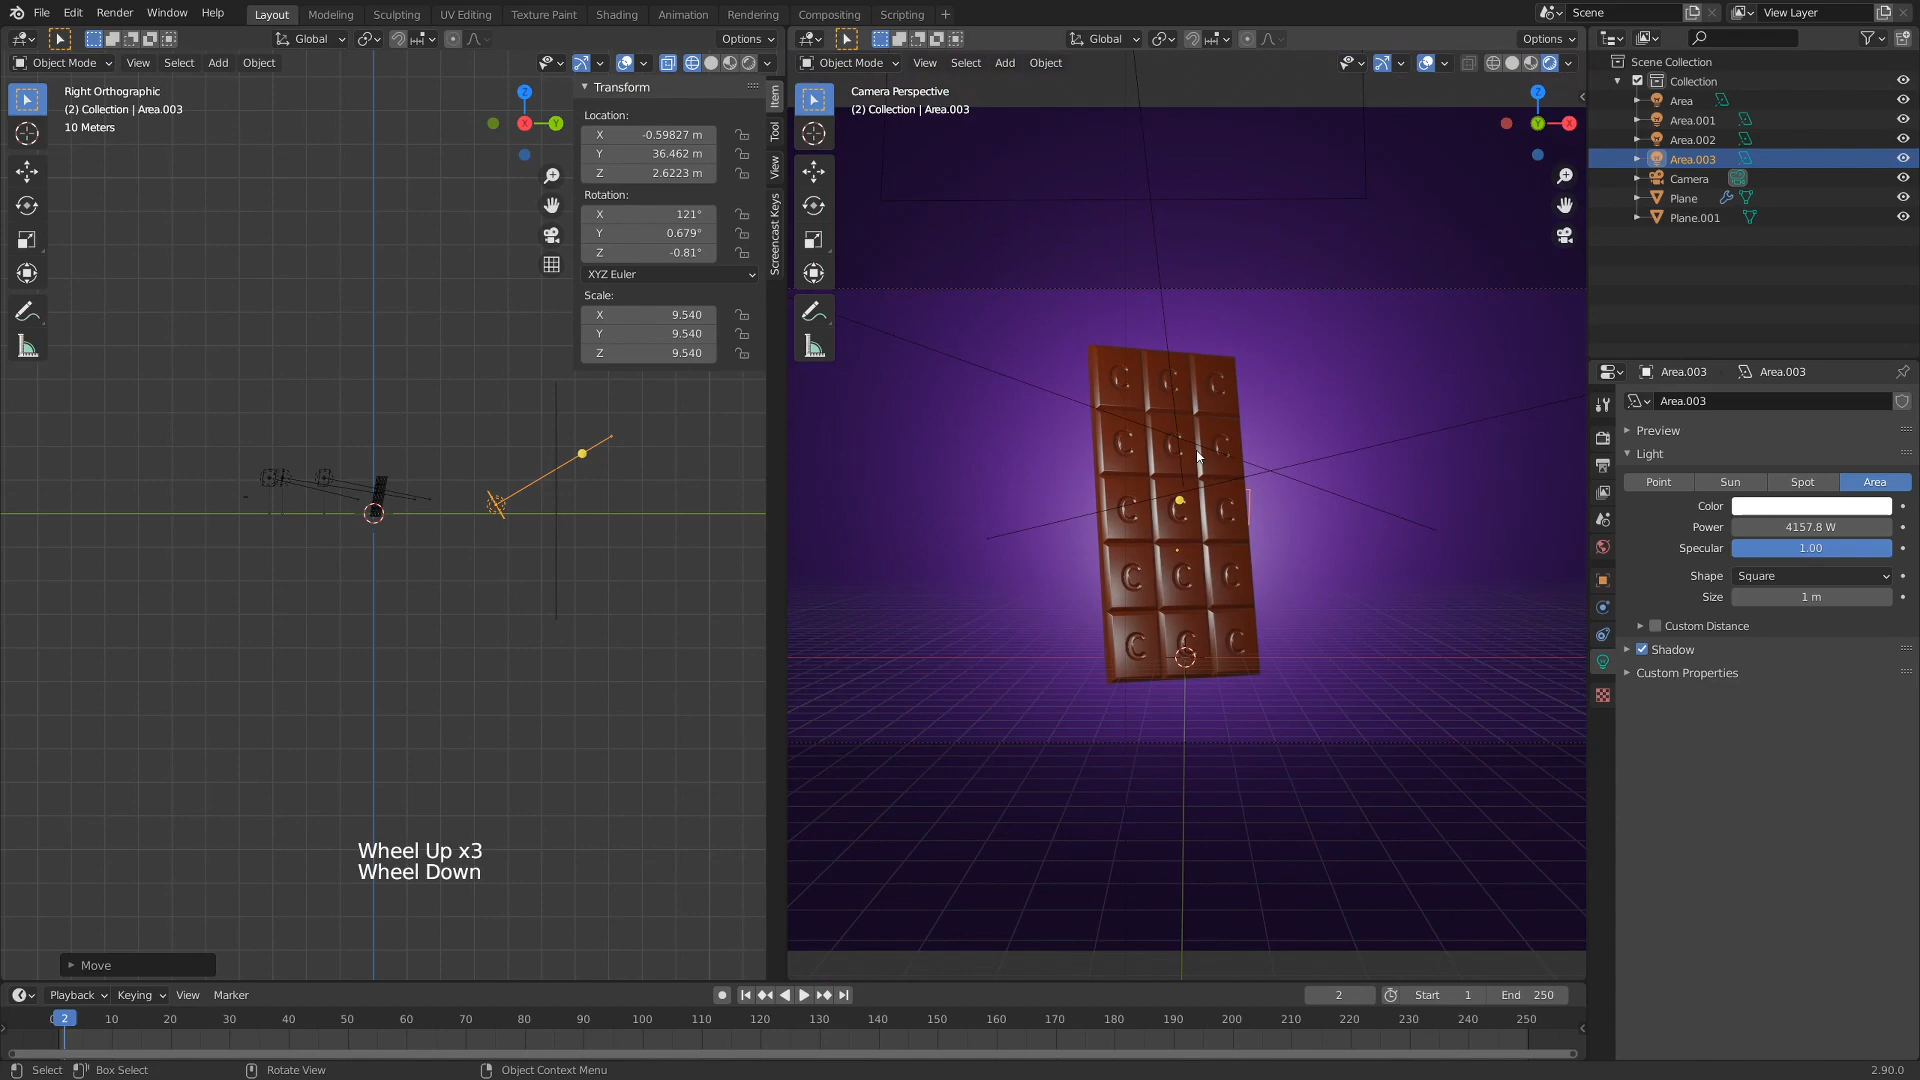 File Edit Render Window Help Layout Modeling Sculpting UV Editing Texture Paint Shading Animation Rendering Compositing Scripting + Scene View Layer
Global Options Global Options
Object Mode View Select Add Object Object Mode View Select Add Object
Right Orthographic
(2) Collection | Area.003
10 Meters
Z
X
Y
Transform
Location:
X -0.59827 m
Y 36.462 m
Z 2.6223 m
Rotation:
X 121°
Y 0.679°
Z -0.81°
XYZ Euler
Scale:
X 9.540
Y 9.540
Z 9.540
Item
Tool
View
Screencast Keys
Camera Perspective
(2) Collection | Area.003
Z
Y
X
C C C
C C C
C C C
C C C
C C C
Wheel Up x3
Wheel Down
Move
Scene Collection
Collection
Area
Area.001
Area.002
Area.003
Camera
Plane
Plane.001
Area.003 Area.003
Area.003
Preview
Light
Point Sun Spot Area
Color
Power 4157.8 W
Specular 1.00
Shape Square
Size 1 m
Custom Distance
Shadow
Custom Properties
Playback Keying View Marker 2 Start 1 End 250
2 10 20 30 40 50 60 70 80 90 100 110 120 130 140 150 160 170 180 190 200 210 220 230 240 250
Select Box Select Rotate View Object Context Menu 2.90.0